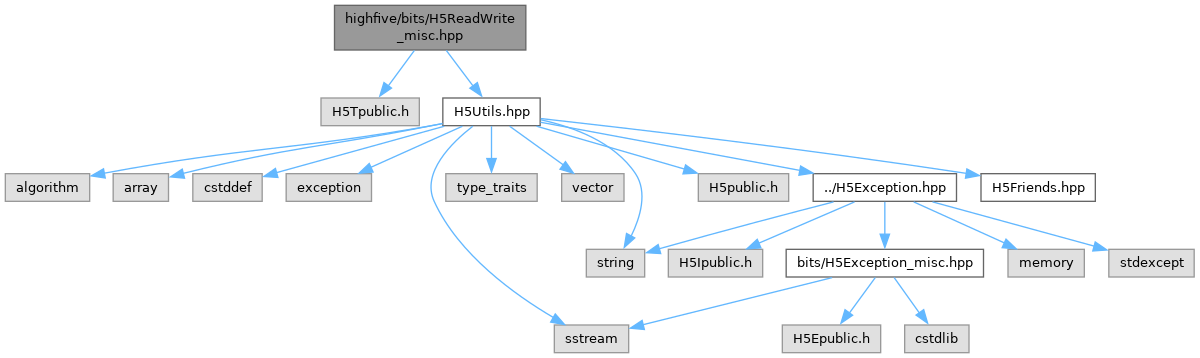 highfive/bits/H5ReadWrite
_misc.hpp
H5Tpublic.h
H5Utils.hpp
algorithm
array
cstddef
exception
type_traits
vector
H5public.h
../H5Exception.hpp
H5Friends.hpp
string
H5Ipublic.h
bits/H5Exception_misc.hpp
memory
stdexcept
sstream
H5Epublic.h
cstdlib